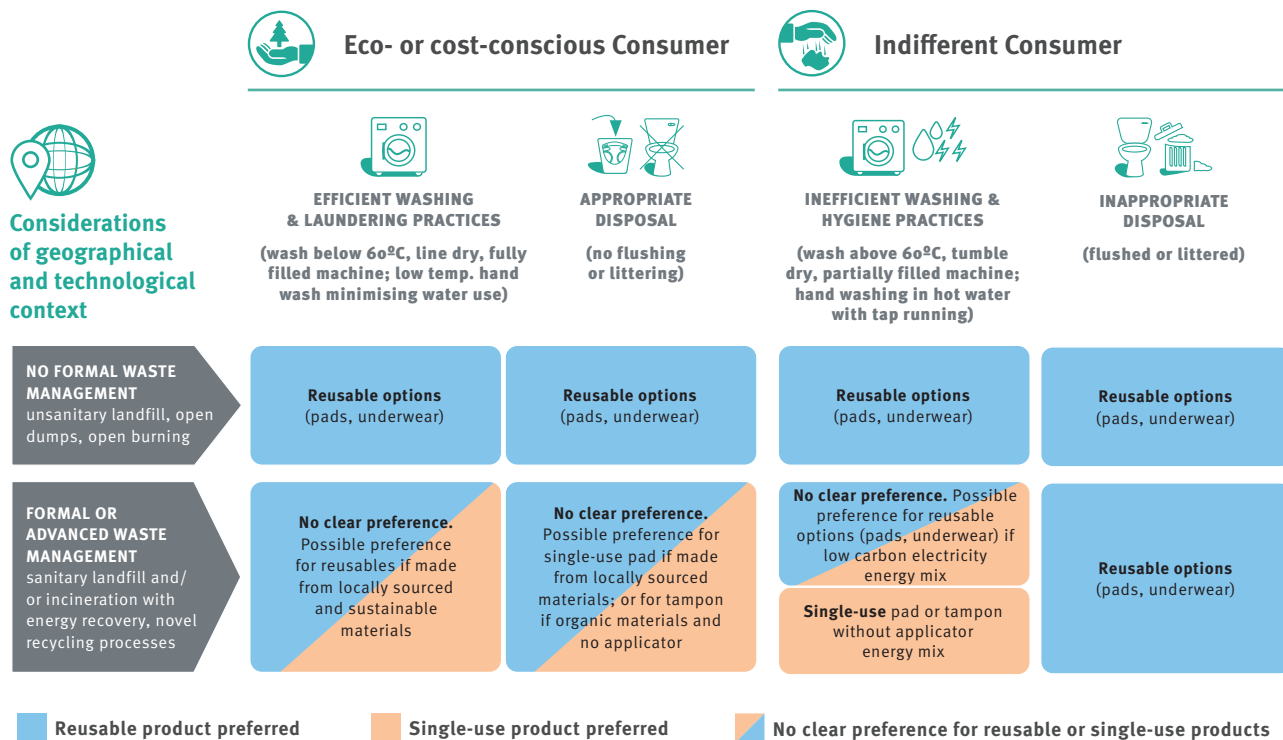 Eco- or cost-conscious Consumer
Indifferent Consumer
Considerations
of geographical
and technological
context
EFFICIENT WASHING
& LAUNDERING PRACTICES
(wash below 60ºC, line dry, fully
filled machine; low temp. hand
wash minimising water use)
APPROPRIATE
DISPOSAL
(no flushing
or littering)
INEFFICIENT WASHING &
HYGIENE PRACTICES
(wash above 60ºC, tumble
dry, partially filled machine;
hand washing in hot water
with tap running)
INAPPROPRIATE
DISPOSAL
(flushed or littered)
NO FORMAL WASTE
MANAGEMENT
unsanitary landfill, open
dumps, open burning
Reusable options
(pads, underwear)
Reusable options
(pads, underwear)
Reusable options
(pads, underwear)
Reusable options
(pads, underwear)
FORMAL OR
ADVANCED WASTE
MANAGEMENT
sanitary landfill and/
or incineration with
energy recovery, novel
recycling processes
No clear preference.
Possible preference
for reusables if made
from locally sourced
and sustainable
materials
No clear preference.
Possible preference for
single-use pad if made
from locally sourced
materials; or for tampon
if organic materials and
no applicator
No clear preference. Possible
preference for reusable
options (pads, underwear) if
low carbon electricity
energy mix
Single-use pad or tampon
without applicator
energy mix
Reusable options
(pads, underwear)
Reusable product preferred
Single-use product preferred
No clear preference for reusable or single-use products